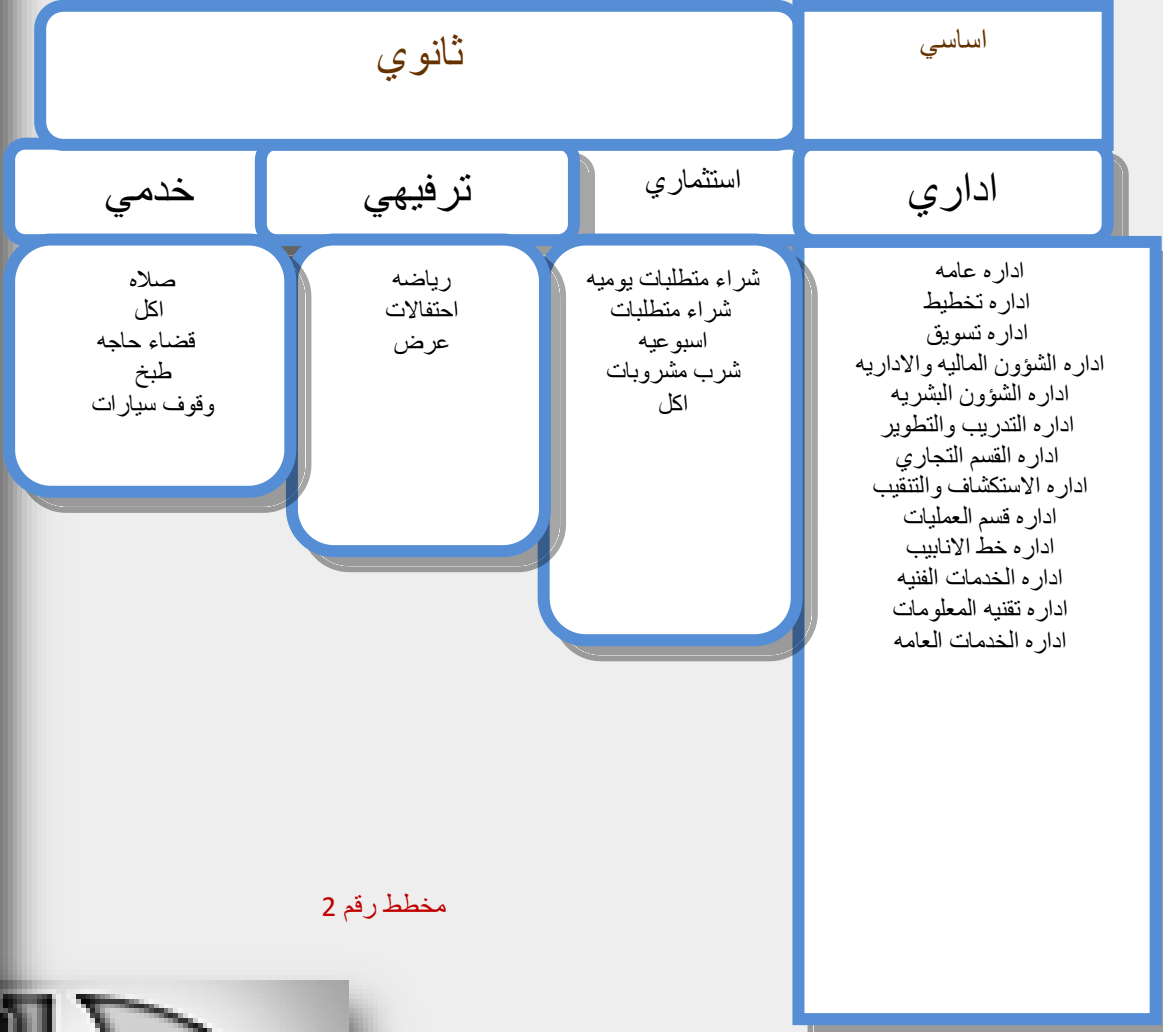 اساسي
ثانوي
اداري
استثماري
ترفيهي
خدمي
اداره عامه
اداره تخطيط
اداره تسويق
اداره الشؤون الماليه والاداريه
اداره الشؤون البشريه
اداره التدريب والتطوير
اداره القسم التجاري
اداره الاستكشاف والتنقيب
اداره قسم العمليات
اداره خط الانابيب
اداره الخدمات الفنيه
اداره تقنيه المعلومات
اداره الخدمات العامه
شراء متطلبات يوميه
شراء متطلبات
اسبوعيه
شرب مشروبات
اكل
رياضه
احتفالات
عرض
صلاه
اكل
قضاء حاجه
طبخ
وقوف سيارات
مخطط رقم 2